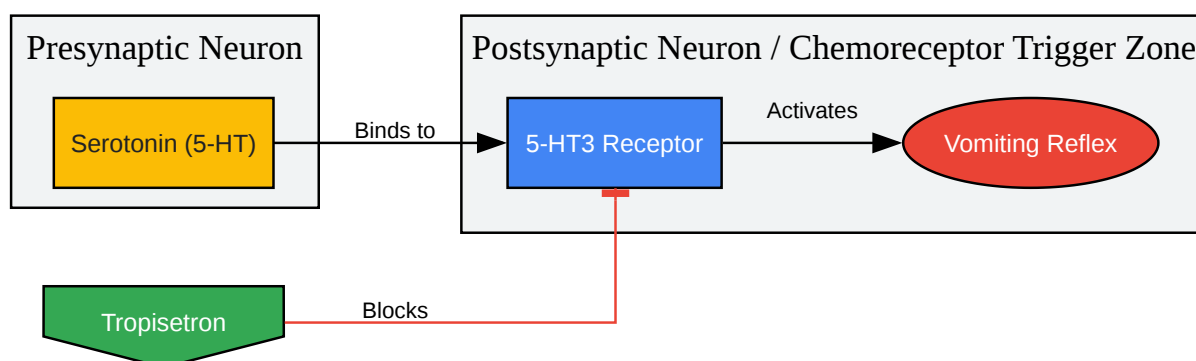 Presynaptic Neuron
Postsynaptic Neuron / Chemoreceptor Trigger Zone
Serotonin (5-HT)
Binds to
5-HT3 Receptor
Activates
Vomiting Reflex
Tropisetron
Blocks